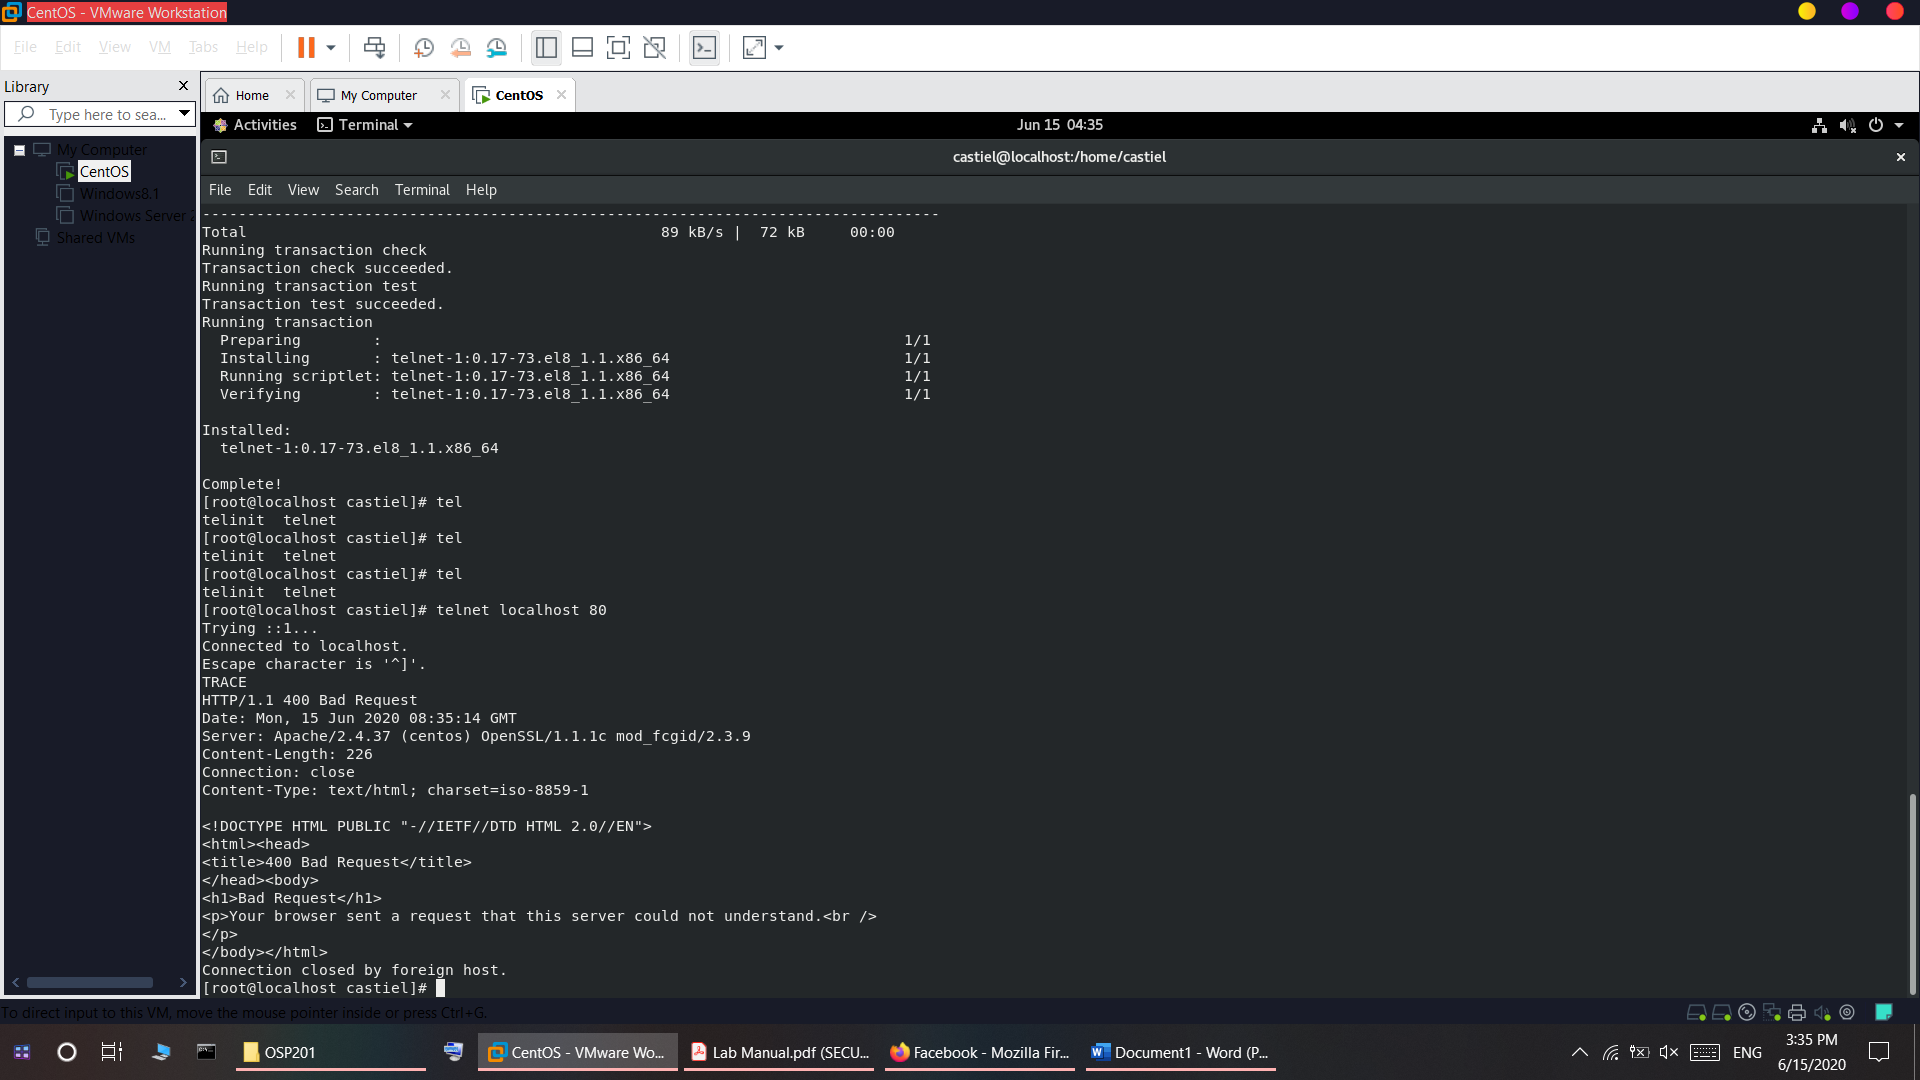 CentOS - VMware Workstation
File Edit View VM Tabs Help
Library
Type here to sea...
My Computer
CentOS
Windows8.1
Windows Server 2
Shared VMs
Home
My Computer
CentOS
Activities
Terminal
Jun 15 04:35
castiel@localhost:/home/castiel
File Edit View Search Terminal Help
--------------------------------------------------------------------------------
Total                                              89 kB/s |  72 kB     00:00
Running transaction check
Transaction check succeeded.
Running transaction test
Transaction test succeeded.
Running transaction
  Preparing        :                                                          1/1
  Installing       : telnet-1:0.17-73.el8_1.1.x86_64                          1/1
  Running scriptlet: telnet-1:0.17-73.el8_1.1.x86_64                          1/1
  Verifying        : telnet-1:0.17-73.el8_1.1.x86_64                          1/1
Installed:
  telnet-1:0.17-73.el8_1.1.x86_64
Complete!
[root@localhost castiel]# tel
telinit  telnet
[root@localhost castiel]# tel
telinit  telnet
[root@localhost castiel]# tel
telinit  telnet
[root@localhost castiel]# telnet localhost 80
Trying ::1...
Connected to localhost.
Escape character is '^]'.
TRACE
HTTP/1.1 400 Bad Request
Date: Mon, 15 Jun 2020 08:35:14 GMT
Server: Apache/2.4.37 (centos) OpenSSL/1.1.1c mod_fcgid/2.3.9
Content-Length: 226
Connection: close
Content-Type: text/html; charset=iso-8859-1
<!DOCTYPE HTML PUBLIC "-//IETF//DTD HTML 2.0//EN">
<html><head>
<title>400 Bad Request</title>
</head><body>
<h1>Bad Request</h1>
<p>Your browser sent a request that this server could not understand.<br />
</p>
</body></html>
Connection closed by foreign host.
[root@localhost castiel]#
To direct input to this VM, move the mouse pointer inside or press Ctrl+G.
OSP201
CentOS - VMware Wo...
Lab Manual.pdf (SECU...
Facebook - Mozilla Fir...
Document1 - Word (P...
ENG
3:35 PM
6/15/2020